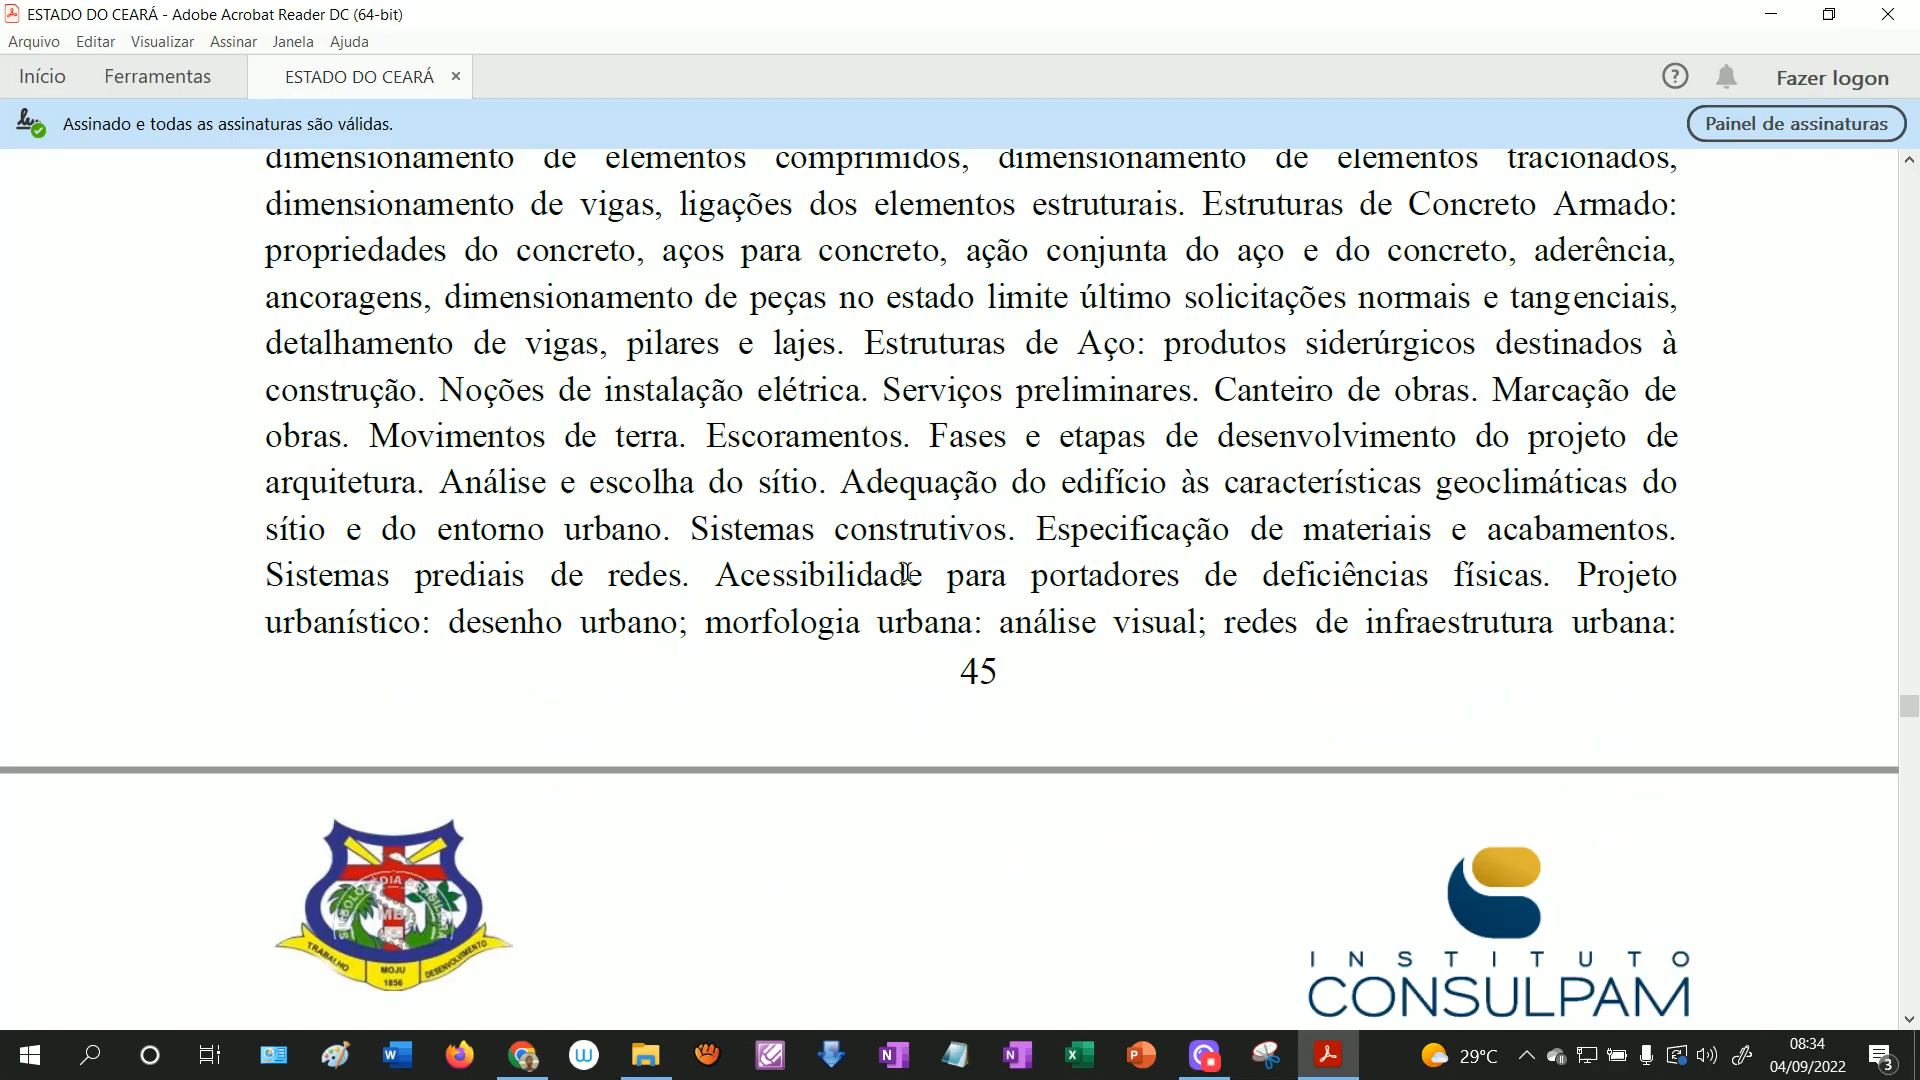 ESTADO DO CEARÁ - Adobe Acrobat Reader DC (64-bit)
Arquivo Editar Visualizar Assinar Janela Ajuda
Início Ferramentas ESTADO DO CEARÁ × ? Fazer logon
Assinado e todas as assinaturas são válidas. Painel de assinaturas
dimensionamento de elementos comprimidos, dimensionamento de elementos tracionados,
dimensionamento de vigas, ligações dos elementos estruturais. Estruturas de Concreto Armado:
propriedades do concreto, aços para concreto, ação conjunta do aço e do concreto, aderência,
ancoragens, dimensionamento de peças no estado limite último solicitações normais e tangenciais,
detalhamento de vigas, pilares e lajes. Estruturas de Aço: produtos siderúrgicos destinados à
construção. Noções de instalação elétrica. Serviços preliminares. Canteiro de obras. Marcação de
obras. Movimentos de terra. Escoramentos. Fases e etapas de desenvolvimento do projeto de
arquitetura. Análise e escolha do sítio. Adequação do edifício às características geoclimáticas do
sítio e do entorno urbano. Sistemas construtivos. Especificação de materiais e acabamentos.
Sistemas prediais de redes. Acessibilidade para portadores de deficiências físicas. Projeto
urbanístico: desenho urbano; morfologia urbana: análise visual; redes de infraestrutura urbana:
45
TRABALHO MOJU DESENVOLVIMENTO
1856
INSTITUTO
CONSULPAM
29°C 08:34
04/09/2022 3